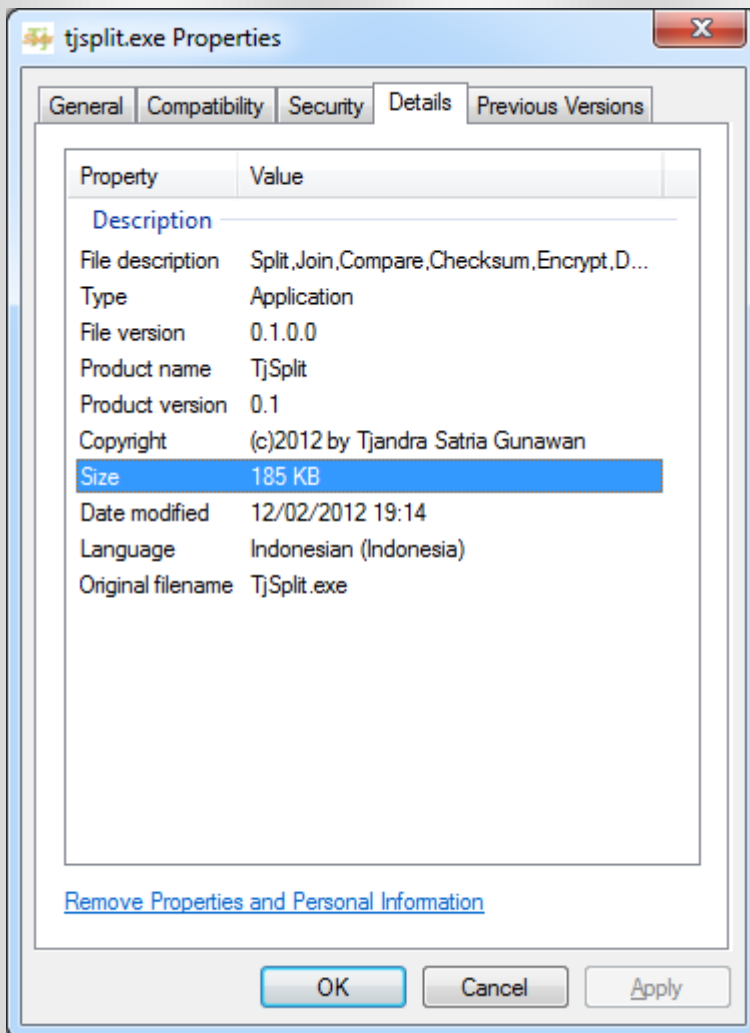 tjsplit.exe Properties
General Compatibility Security Details Previous Versions
Property Value
Description
File description Split,Join,Compare,Checksum,Encrypt,D...
Type Application
File version 0.1.0.0
Product name TjSplit
Product version 0.1
Copyright (c)2012 by Tjandra Satria Gunawan
Size 185 KB
Date modified 12/02/2012 19:14
Language Indonesian (Indonesia)
Original filename TjSplit.exe
Remove Properties and Personal Information
OK Cancel Apply